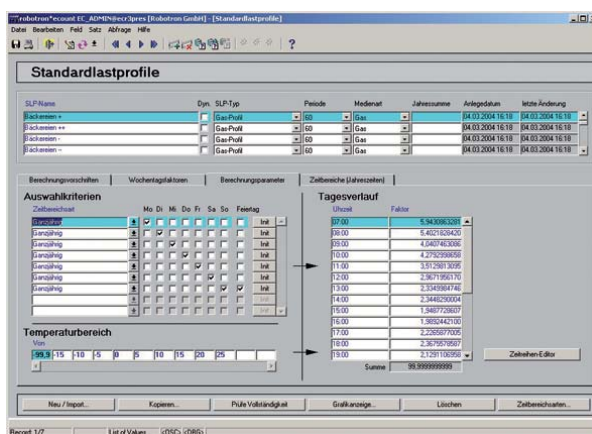 robotron*ecount EC_ADMIN@ecr3pres [Robotron GmbH] - [Standardlastprofile]
Datei Bearbeiten Feld Satz Abfrage Hilfe
Standardlastprofile
SLP-Name Dyn. SLP-Typ Periode Medienart Jahressumme Anlegedatum letzte Änderung
Bäckereien + Gas-Profil 60 Gas 04.03.2004 16:18 04.03.2004 16:18
Bäckereien ++ Gas-Profil 60 Gas 04.03.2004 16:18 04.03.2004 16:18
Bäckereien - Gas-Profil 60 Gas 04.03.2004 16:18 04.03.2004 16:18
Bäckereien -- Gas-Profil 60 Gas 04.03.2004 16:18 04.03.2004 16:18
Berechnungsvorschriften Wochentagsfaktoren Berechnungsparameter Zeitbereiche (Jahreszeiten)
Auswahlkriterien Tagesverlauf
Zeitbereichsart Mo Di Mi Do Fr Sa So Feiertag Uhrzeit Faktor
Ganzjährig Init 07:00 5,9430863281
Ganzjährig Init 08:00 5,4021828420
Ganzjährig Init 09:00 4,0407463086
Ganzjährig Init 10:00 4,2792998658
Ganzjährig Init 11:00 3,5129813095
Ganzjährig Init 12:00 2,9671956170
Ganzjährig Init 13:00 2,3349984746
Init 14:00 2,3448290004
Init 15:00 1,9487728607
16:00 1,9892442100
Temperaturbereich 17:00 2,2265877005
Von 18:00 2,3675578587
-99,9 -15 -10 -5 0 5 10 15 20 25 19:00 2,1291106958
Summe 99,9999999999 Zeitreihen-Editor
Neu / Import... Kopieren... Prüfe Vollständigkeit Grafikanzeige... Löschen Zeitbereichsarten...
Record: 1/7 List of Values <OSC> <DBG>